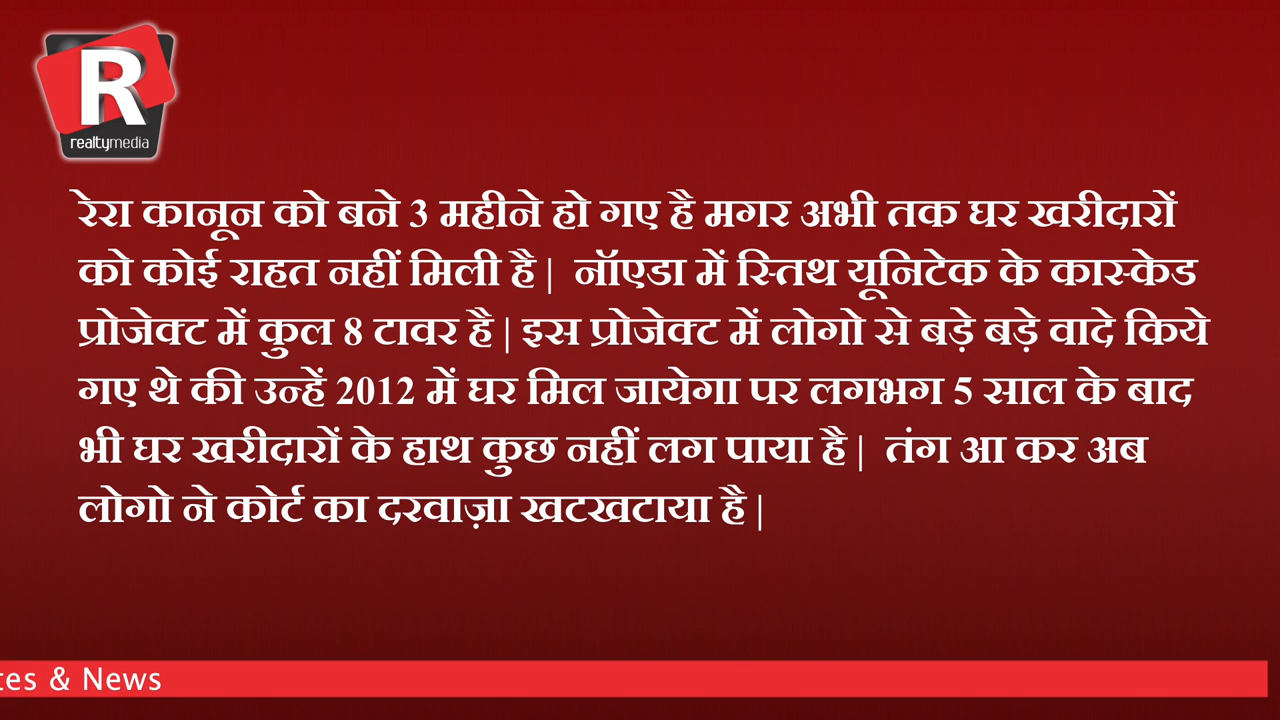 R
realtymedia
रेरा कानून को बने 3 महीने हो गए है मगर अभी तक घर खरीदारों
को कोई राहत नहीं मिली है | नॉएडा में स्तिथ यूनिटेक के कास्केड
प्रोजेक्ट में कुल 8 टावर है | इस प्रोजेक्ट में लोगो से बड़े बड़े वादे किये
गए थे की उन्हें 2012 में घर मिल जायेगा पर लगभग 5 साल के बाद
भी घर खरीदारों के हाथ कुछ नहीं लग पाया है | तंग आ कर अब
लोगो ने कोर्ट का दरवाज़ा खटखटाया है |
tes & News